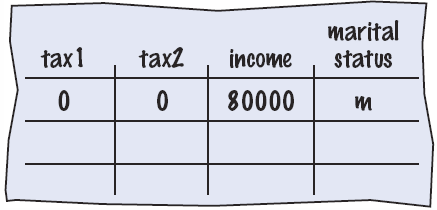 marital
tax1 tax2 income status
0 0 80000 m